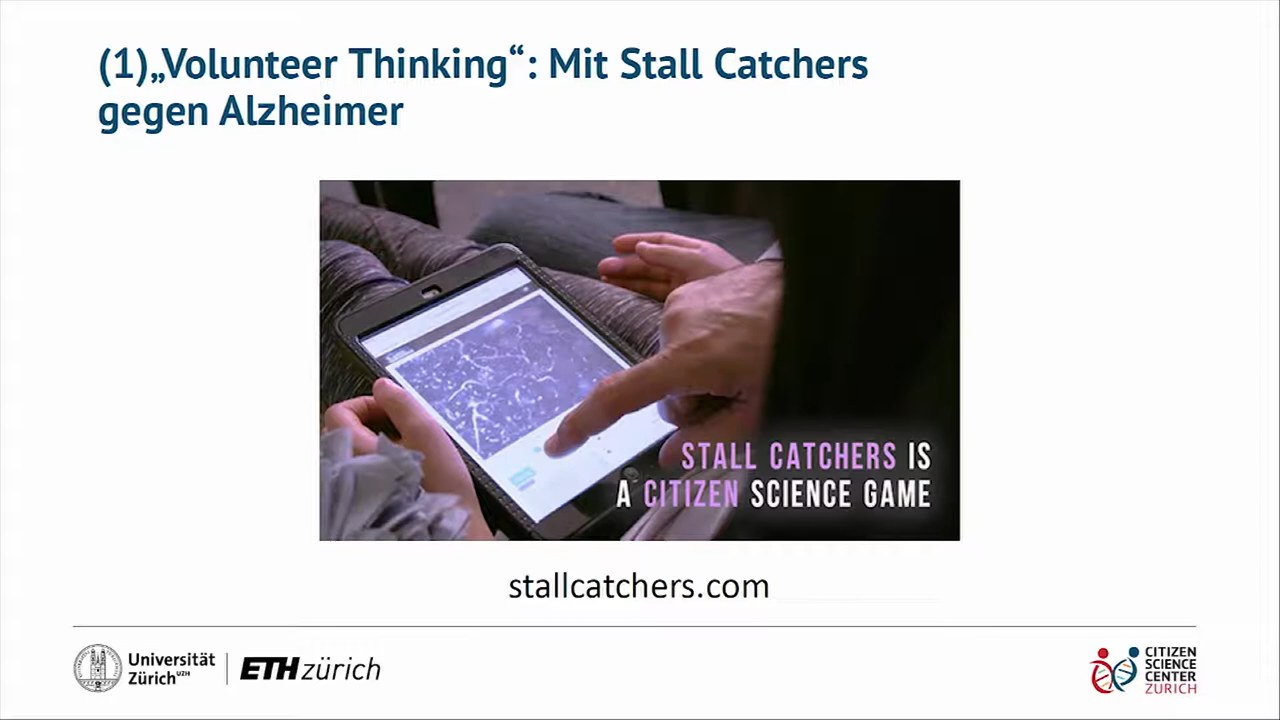 (1)„Volunteer Thinking“: Mit Stall Catchers
gegen Alzheimer
STALL CATCHERS IS
A CITIZEN SCIENCE GAME
stallcatchers.com
Universität
Zürich UZH
ETH zürich
CITIZEN
SCIENCE
CENTER
ZURICH